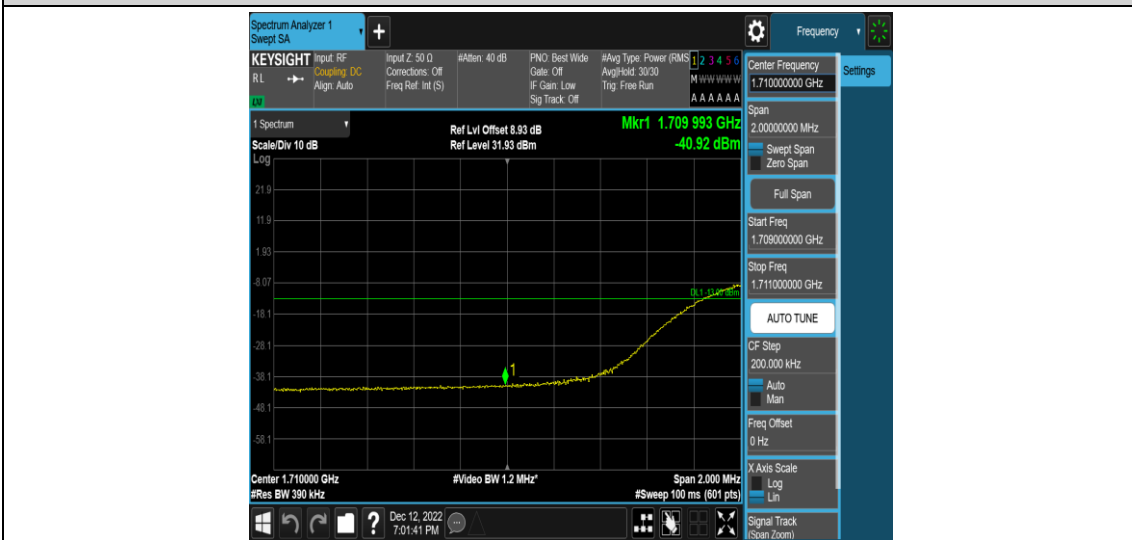 Spectrum Analyzer 1
Swept SA
+
Frequency
KEYSIGHT
RL
LXI
Input: RF
Coupling: DC
Align: Auto
Input Z: 50 Ω
Corrections: Off
Freq Ref: Int (S)
#Atten: 40 dB
PNO: Best Wide
Gate: Off
IF Gain: Low
Sig Track: Off
#Avg Type: Power (RMS
Avg|Hold: 30/30
Trig: Free Run
1 2 3 4 5 6
M W W W W W
A A A A A A
1 Spectrum
Scale/Div 10 dB
Log
Ref Lvl Offset 8.93 dB
Ref Level 31.93 dBm
Mkr1 1.709 993 GHz
-40.92 dBm
21.9
11.9
1.93
-8.07
-18.1
-28.1
-38.1
-48.1
-58.1
DL1 -13.00 dBm
1
Center 1.710000 GHz
#Res BW 390 kHz
#Video BW 1.2 MHz*
Span 2.000 MHz
#Sweep 100 ms (601 pts)
?
Dec 12, 2022
7:01:41 PM
Center Frequency
1.710000000 GHz
Settings
Span
2.00000000 MHz
Swept Span
Zero Span
Full Span
Start Freq
1.709000000 GHz
Stop Freq
1.711000000 GHz
AUTO TUNE
CF Step
200.000 kHz
Auto
Man
Freq Offset
0 Hz
X Axis Scale
Log
Lin
Signal Track
(Span Zoom)